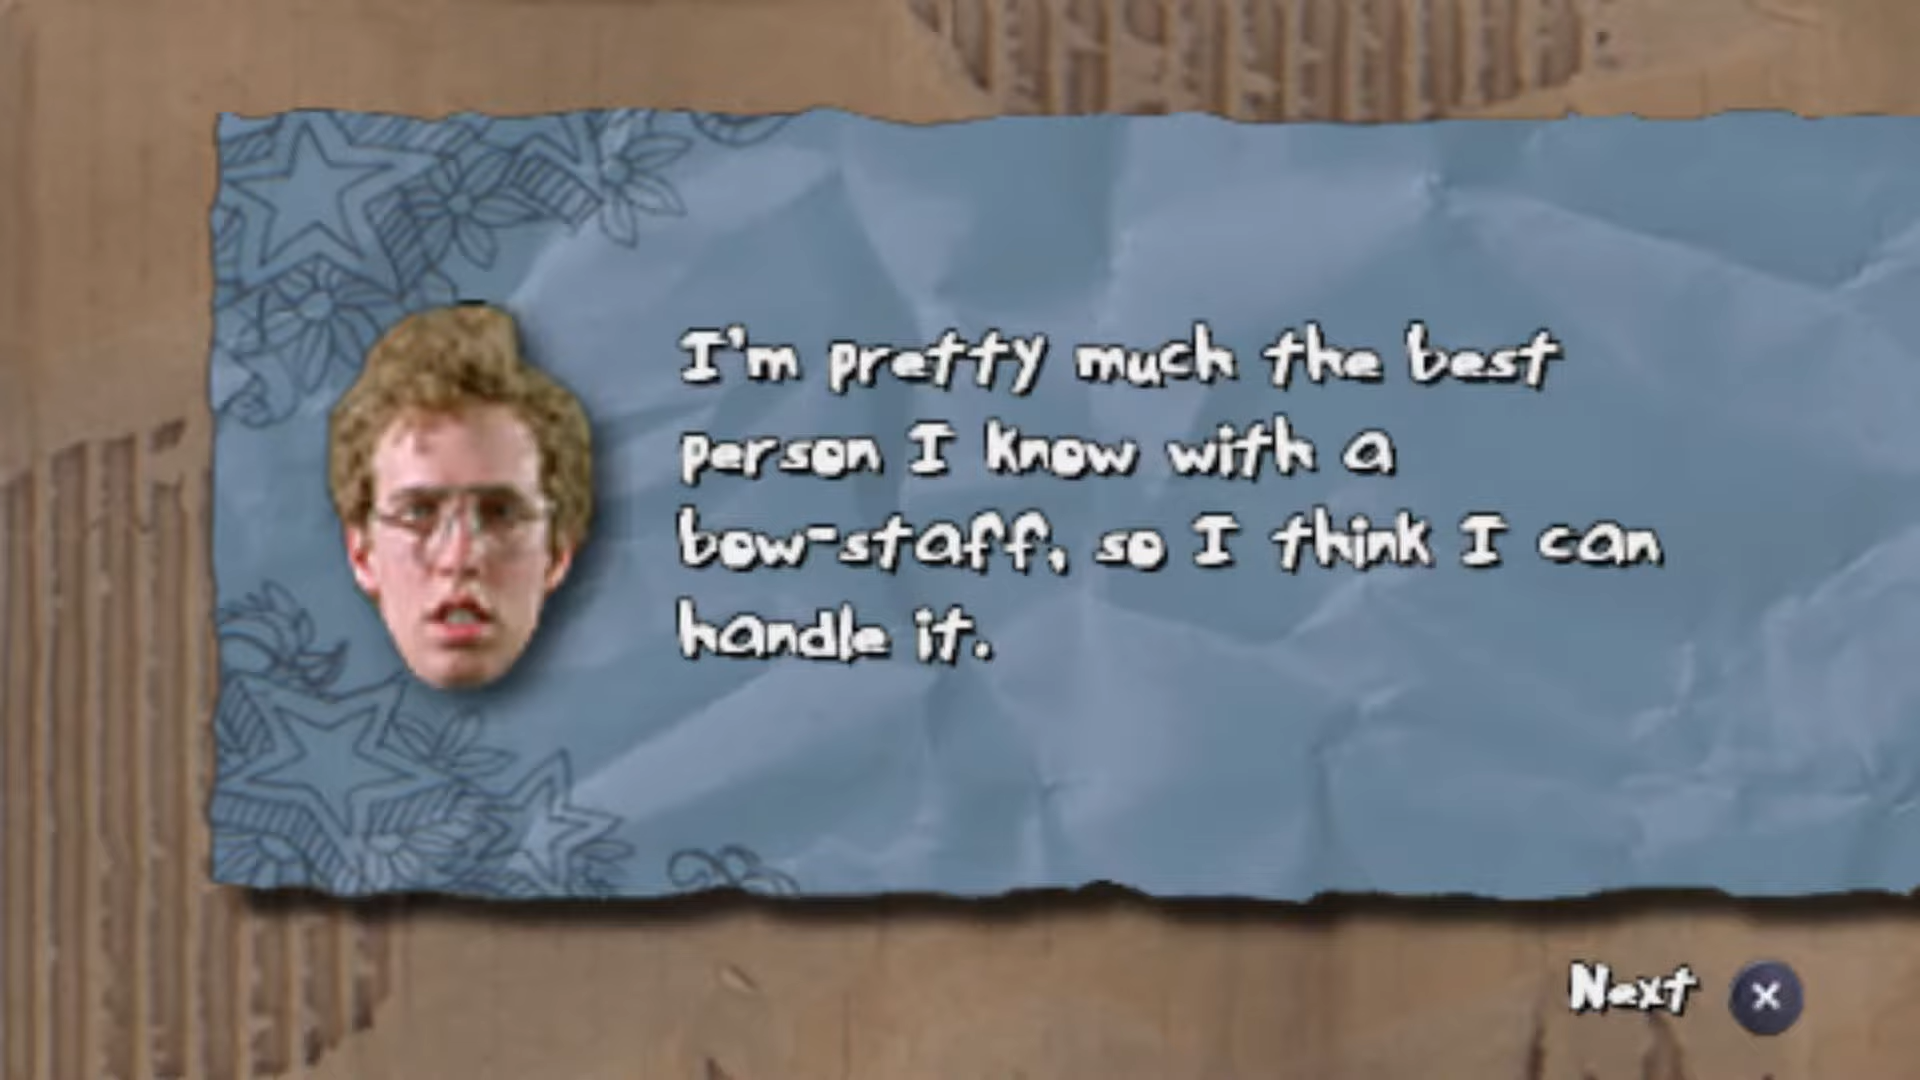 I'm pretty much the best
person I know with a
bow-staff, so I think I can
handle it.
Next